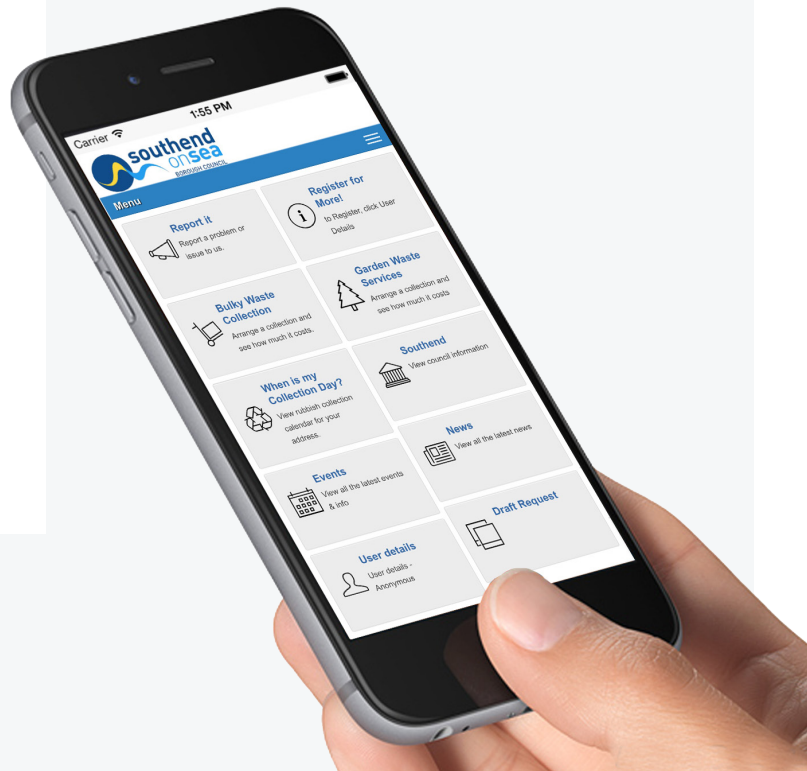 Carrier
1:55 PM
southend
onsea
BOROUGH COUNCIL
Menu
Report it
Report a problem or
issue to us.
Register for
More!
to Register, click User
Details
Bulky Waste
Collection
Arrange a collection and
see how much it costs.
Garden Waste
Services
Arrange a collection and
see how much it costs
When is my
Collection Day?
View rubbish collection
calendar for your
address.
Southend
View council information
Events
View all the latest events
& info
News
View all the latest news
User details
User details -
Anonymous
Draft Request